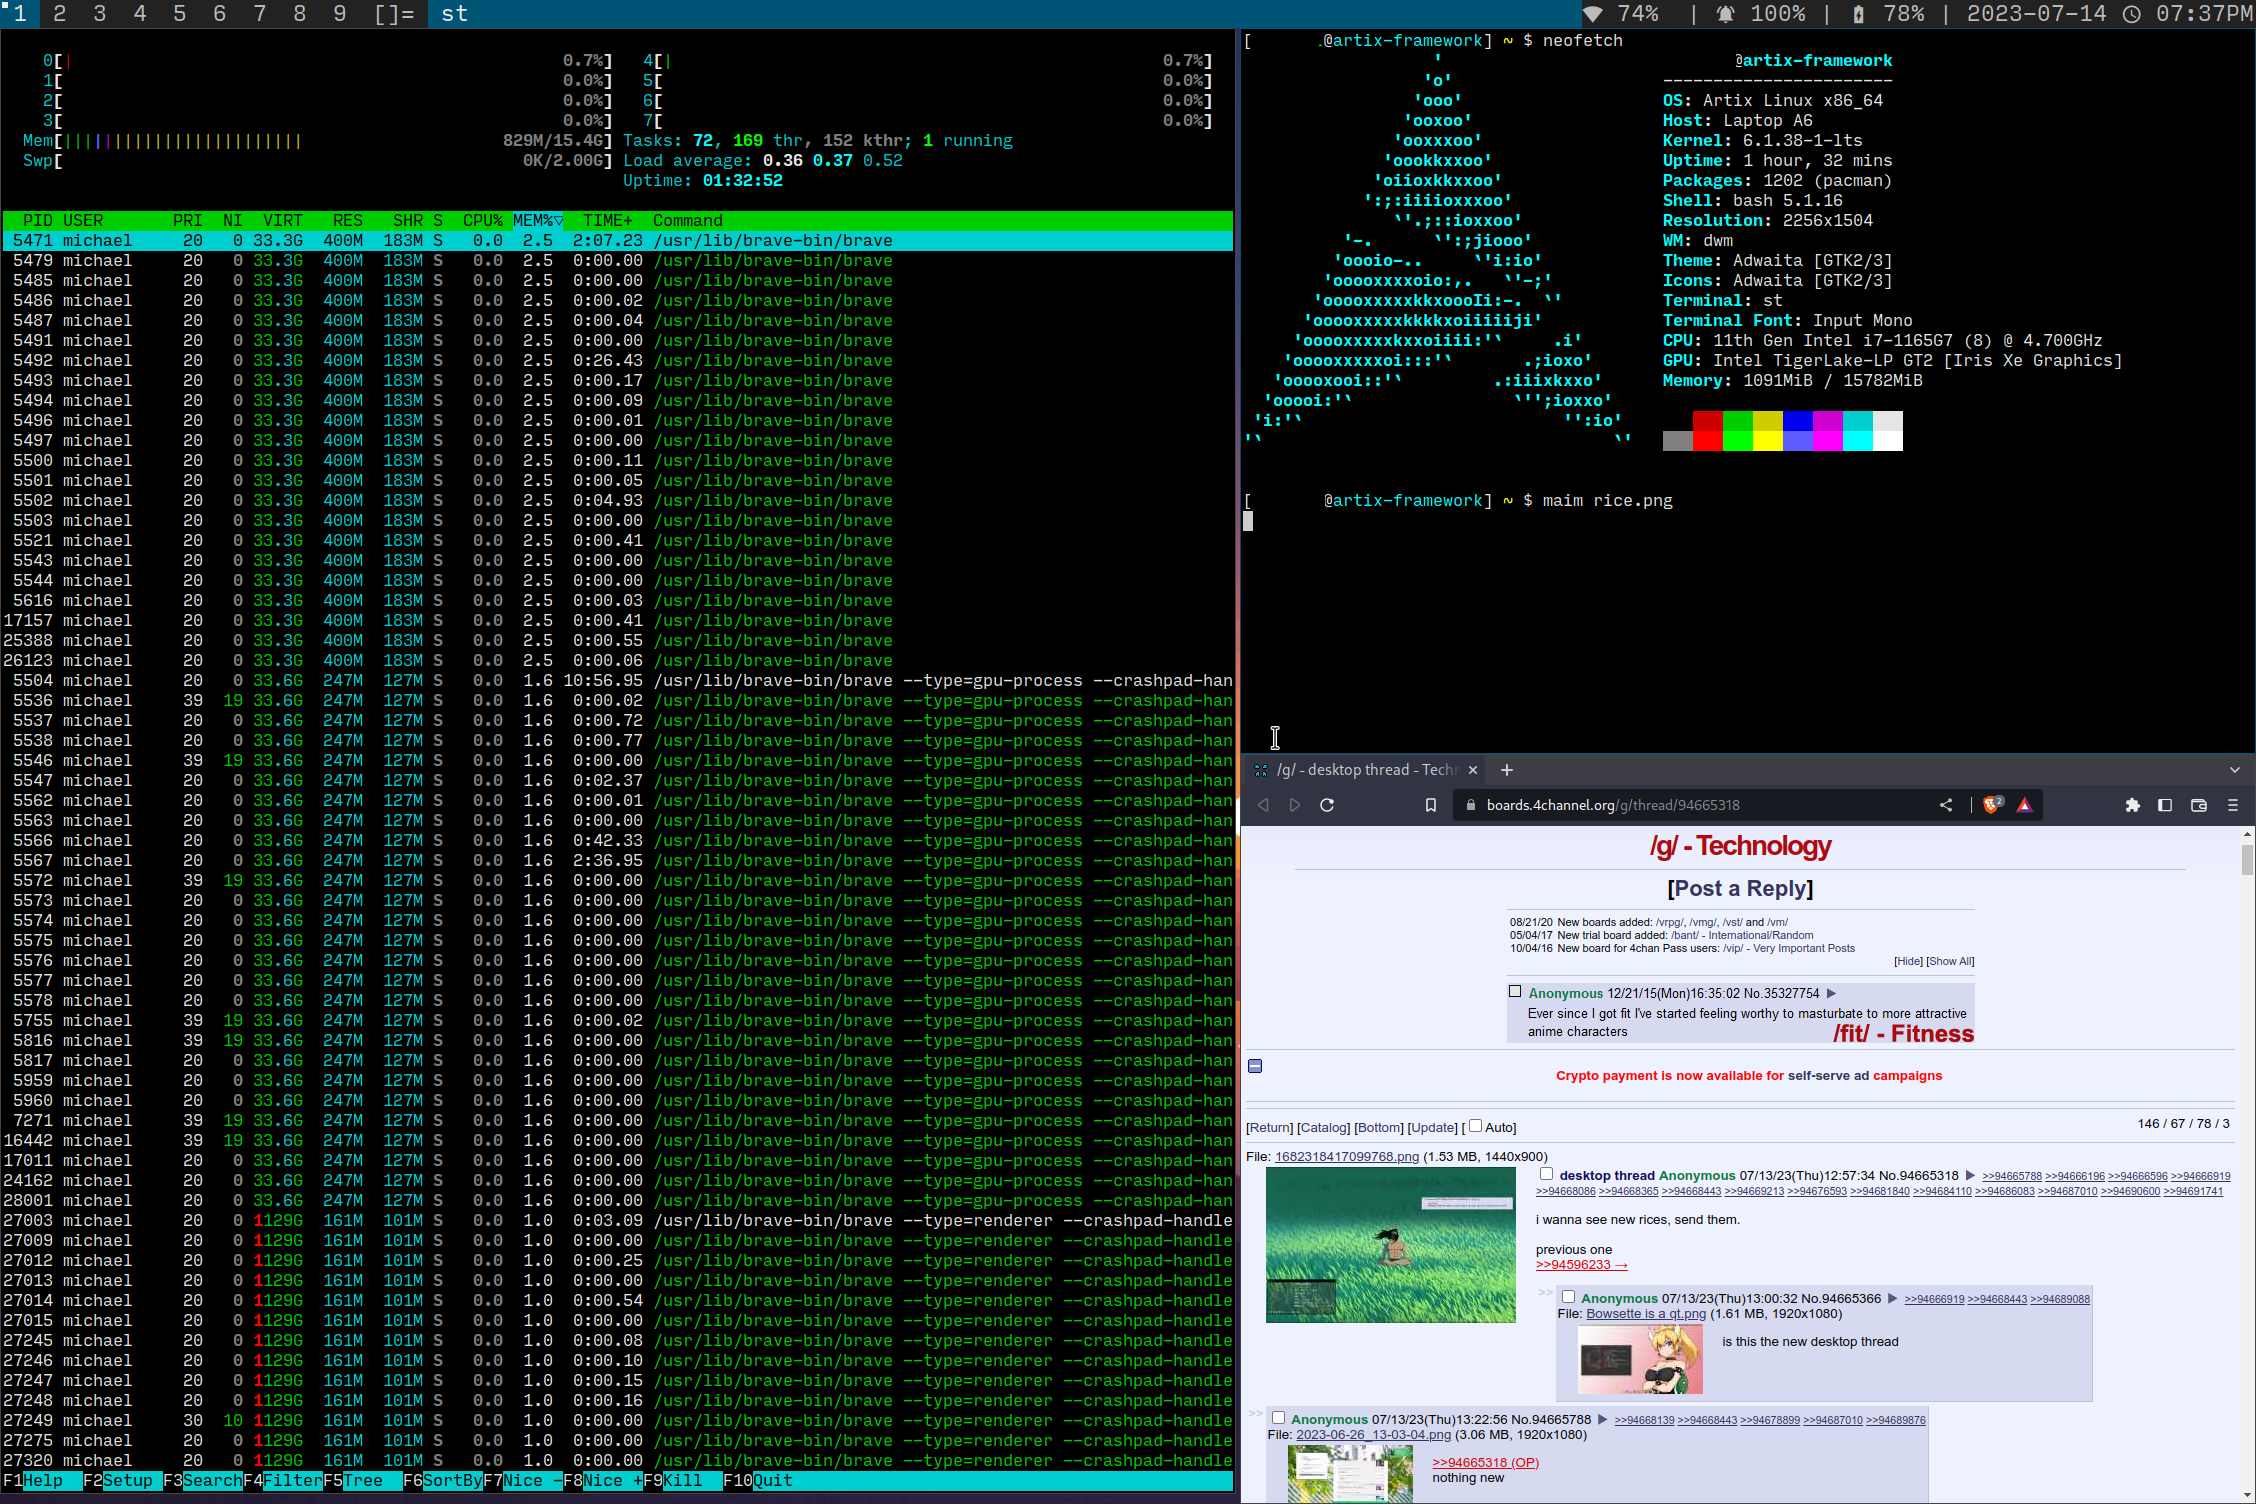 1 2 3 4 5 6 7 8 9 []= st 74% | 100% | 78% | 2023-07-14 07:37PM
0[| 0.7%] 4[| 0.7%]
1[ 0.0%] 5[ 0.0%]
2[ 0.0%] 6[ 0.0%]
3[ 0.0%] 7[ 0.0%]
Mem[|||||||||||||||||||||||| 829M/15.4G] Tasks: 72, 169 thr, 152 kthr; 1 running
Swp[ 0K/2.00G] Load average: 0.36 0.37 0.52
Uptime: 01:32:52
PID USER PRI NI VIRT RES SHR S CPU% MEM%▽ TIME+ Command
5471 michael 20 0 33.3G 400M 183M S 0.0 2.5 2:07.23 /usr/lib/brave-bin/brave
5479 michael 20 0 33.3G 400M 183M S 0.0 2.5 0:00.00 /usr/lib/brave-bin/brave
5485 michael 20 0 33.3G 400M 183M S 0.0 2.5 0:00.00 /usr/lib/brave-bin/brave
5486 michael 20 0 33.3G 400M 183M S 0.0 2.5 0:00.02 /usr/lib/brave-bin/brave
5487 michael 20 0 33.3G 400M 183M S 0.0 2.5 0:00.04 /usr/lib/brave-bin/brave
5491 michael 20 0 33.3G 400M 183M S 0.0 2.5 0:00.00 /usr/lib/brave-bin/brave
5492 michael 20 0 33.3G 400M 183M S 0.0 2.5 0:26.43 /usr/lib/brave-bin/brave
5493 michael 20 0 33.3G 400M 183M S 0.0 2.5 0:00.17 /usr/lib/brave-bin/brave
5494 michael 20 0 33.3G 400M 183M S 0.0 2.5 0:00.09 /usr/lib/brave-bin/brave
5496 michael 20 0 33.3G 400M 183M S 0.0 2.5 0:00.01 /usr/lib/brave-bin/brave
5497 michael 20 0 33.3G 400M 183M S 0.0 2.5 0:00.00 /usr/lib/brave-bin/brave
5500 michael 20 0 33.3G 400M 183M S 0.0 2.5 0:00.11 /usr/lib/brave-bin/brave
5501 michael 20 0 33.3G 400M 183M S 0.0 2.5 0:00.05 /usr/lib/brave-bin/brave
5502 michael 20 0 33.3G 400M 183M S 0.0 2.5 0:04.93 /usr/lib/brave-bin/brave
5503 michael 20 0 33.3G 400M 183M S 0.0 2.5 0:00.00 /usr/lib/brave-bin/brave
5521 michael 20 0 33.3G 400M 183M S 0.0 2.5 0:00.41 /usr/lib/brave-bin/brave
5543 michael 20 0 33.3G 400M 183M S 0.0 2.5 0:00.00 /usr/lib/brave-bin/brave
5544 michael 20 0 33.3G 400M 183M S 0.0 2.5 0:00.00 /usr/lib/brave-bin/brave
5616 michael 20 0 33.3G 400M 183M S 0.0 2.5 0:00.03 /usr/lib/brave-bin/brave
17157 michael 20 0 33.3G 400M 183M S 0.0 2.5 0:00.41 /usr/lib/brave-bin/brave
25388 michael 20 0 33.3G 400M 183M S 0.0 2.5 0:00.55 /usr/lib/brave-bin/brave
26123 michael 20 0 33.3G 400M 183M S 0.0 2.5 0:00.06 /usr/lib/brave-bin/brave
5504 michael 20 0 33.6G 247M 127M S 0.0 1.6 10:56.95 /usr/lib/brave-bin/brave --type=gpu-process --crashpad-han
5536 michael 39 19 33.6G 247M 127M S 0.0 1.6 0:00.02 /usr/lib/brave-bin/brave --type=gpu-process --crashpad-han
5537 michael 20 0 33.6G 247M 127M S 0.0 1.6 0:00.72 /usr/lib/brave-bin/brave --type=gpu-process --crashpad-han
5538 michael 20 0 33.6G 247M 127M S 0.0 1.6 0:00.77 /usr/lib/brave-bin/brave --type=gpu-process --crashpad-han
5546 michael 39 19 33.6G 247M 127M S 0.0 1.6 0:00.00 /usr/lib/brave-bin/brave --type=gpu-process --crashpad-han
5547 michael 20 0 33.6G 247M 127M S 0.0 1.6 0:02.37 /usr/lib/brave-bin/brave --type=gpu-process --crashpad-han
5562 michael 20 0 33.6G 247M 127M S 0.0 1.6 0:00.01 /usr/lib/brave-bin/brave --type=gpu-process --crashpad-han
5563 michael 20 0 33.6G 247M 127M S 0.0 1.6 0:00.00 /usr/lib/brave-bin/brave --type=gpu-process --crashpad-han
5566 michael 20 0 33.6G 247M 127M S 0.0 1.6 0:42.33 /usr/lib/brave-bin/brave --type=gpu-process --crashpad-han
5567 michael 20 0 33.6G 247M 127M S 0.0 1.6 2:36.95 /usr/lib/brave-bin/brave --type=gpu-process --crashpad-han
5572 michael 39 19 33.6G 247M 127M S 0.0 1.6 0:00.00 /usr/lib/brave-bin/brave --type=gpu-process --crashpad-han
5573 michael 20 0 33.6G 247M 127M S 0.0 1.6 0:00.00 /usr/lib/brave-bin/brave --type=gpu-process --crashpad-han
5574 michael 20 0 33.6G 247M 127M S 0.0 1.6 0:00.00 /usr/lib/brave-bin/brave --type=gpu-process --crashpad-han
5575 michael 20 0 33.6G 247M 127M S 0.0 1.6 0:00.00 /usr/lib/brave-bin/brave --type=gpu-process --crashpad-han
5576 michael 20 0 33.6G 247M 127M S 0.0 1.6 0:00.00 /usr/lib/brave-bin/brave --type=gpu-process --crashpad-han
5577 michael 20 0 33.6G 247M 127M S 0.0 1.6 0:00.00 /usr/lib/brave-bin/brave --type=gpu-process --crashpad-han
5578 michael 20 0 33.6G 247M 127M S 0.0 1.6 0:00.00 /usr/lib/brave-bin/brave --type=gpu-process --crashpad-han
5755 michael 39 19 33.6G 247M 127M S 0.0 1.6 0:00.02 /usr/lib/brave-bin/brave --type=gpu-process --crashpad-han
5816 michael 39 19 33.6G 247M 127M S 0.0 1.6 0:00.00 /usr/lib/brave-bin/brave --type=gpu-process --crashpad-han
5817 michael 20 0 33.6G 247M 127M S 0.0 1.6 0:00.00 /usr/lib/brave-bin/brave --type=gpu-process --crashpad-han
5959 michael 20 0 33.6G 247M 127M S 0.0 1.6 0:00.00 /usr/lib/brave-bin/brave --type=gpu-process --crashpad-han
5960 michael 20 0 33.6G 247M 127M S 0.0 1.6 0:00.00 /usr/lib/brave-bin/brave --type=gpu-process --crashpad-han
7271 michael 39 19 33.6G 247M 127M S 0.0 1.6 0:00.00 /usr/lib/brave-bin/brave --type=gpu-process --crashpad-han
16442 michael 39 19 33.6G 247M 127M S 0.0 1.6 0:00.00 /usr/lib/brave-bin/brave --type=gpu-process --crashpad-han
17011 michael 20 0 33.6G 247M 127M S 0.0 1.6 0:00.00 /usr/lib/brave-bin/brave --type=gpu-process --crashpad-han
24162 michael 20 0 33.6G 247M 127M S 0.0 1.6 0:00.00 /usr/lib/brave-bin/brave --type=gpu-process --crashpad-han
28001 michael 20 0 33.6G 247M 127M S 0.0 1.6 0:00.00 /usr/lib/brave-bin/brave --type=gpu-process --crashpad-han
27003 michael 20 0 1129G 161M 101M S 0.0 1.0 0:03.09 /usr/lib/brave-bin/brave --type=renderer --crashpad-handle
27009 michael 20 0 1129G 161M 101M S 0.0 1.0 0:00.00 /usr/lib/brave-bin/brave --type=renderer --crashpad-handle
27012 michael 20 0 1129G 161M 101M S 0.0 1.0 0:00.25 /usr/lib/brave-bin/brave --type=renderer --crashpad-handle
27013 michael 20 0 1129G 161M 101M S 0.0 1.0 0:00.00 /usr/lib/brave-bin/brave --type=renderer --crashpad-handle
27014 michael 20 0 1129G 161M 101M S 0.0 1.0 0:00.54 /usr/lib/brave-bin/brave --type=renderer --crashpad-handle
27015 michael 20 0 1129G 161M 101M S 0.0 1.0 0:00.00 /usr/lib/brave-bin/brave --type=renderer --crashpad-handle
27245 michael 20 0 1129G 161M 101M S 0.0 1.0 0:00.08 /usr/lib/brave-bin/brave --type=renderer --crashpad-handle
27246 michael 20 0 1129G 161M 101M S 0.0 1.0 0:00.10 /usr/lib/brave-bin/brave --type=renderer --crashpad-handle
27247 michael 20 0 1129G 161M 101M S 0.0 1.0 0:00.15 /usr/lib/brave-bin/brave --type=renderer --crashpad-handle
27248 michael 20 0 1129G 161M 101M S 0.0 1.0 0:00.16 /usr/lib/brave-bin/brave --type=renderer --crashpad-handle
27249 michael 30 10 1129G 161M 101M S 0.0 1.0 0:00.00 /usr/lib/brave-bin/brave --type=renderer --crashpad-handle
27275 michael 20 0 1129G 161M 101M S 0.0 1.0 0:00.00 /usr/lib/brave-bin/brave --type=renderer --crashpad-handle
27320 michael 20 0 1129G 161M 101M S 0.0 1.0 0:00.00 /usr/lib/brave-bin/brave --type=renderer --crashpad-handle
F1Help F2Setup F3SearchF4FilterF5Tree F6SortByF7Nice -F8Nice +F9Kill F10Quit
[ @artix-framework] ~ $ neofetch
'
'o'
'ooo'
'ooxoo'
'ooxxxoo'
'oookkxxoo'
'oiioxkkxxoo'
':;:iiiioxxxoo'
`'.;::ioxxoo'
'-. `':;jiooo'
'oooio-.. `'i:io'
'ooooxxxxoio:,. `'-;'
'ooooxxxxxkkxoooIi:-. `'
'ooooxxxxxkkkkxoiiiiiji'
'ooooxxxxxkxxoiiii:'` .i'
'ooooxxxxxoi:::'` .;ioxo'
'ooooxooi::'` .:iiixkxxo'
'ooooi:'` `'';ioxxo'
'i:'` '':io'
'` `'
@artix-framework
-----------------------
OS: Artix Linux x86_64
Host: Laptop A6
Kernel: 6.1.38-1-lts
Uptime: 1 hour, 32 mins
Packages: 1202 (pacman)
Shell: bash 5.1.16
Resolution: 2256x1504
WM: dwm
Theme: Adwaita [GTK2/3]
Icons: Adwaita [GTK2/3]
Terminal: st
Terminal Font: Input Mono
CPU: 11th Gen Intel i7-1165G7 (8) @ 4.700GHz
GPU: Intel TigerLake-LP GT2 [Iris Xe Graphics]
Memory: 1091MiB / 15782MiB
[ @artix-framework] ~ $ maim rice.png
/g/ - desktop thread - Tech
boards.4channel.org/g/thread/94665318
2
/g/ - Technology
[Post a Reply]
08/21/20 New boards added: /vrpg/, /vmg/, /vst/ and /vm/
05/04/17 New trial board added: /bant/ - International/Random
10/04/16 New board for 4chan Pass users: /vip/ - Very Important Posts
[Hide] [Show All]
Anonymous 12/21/15(Mon)16:35:02 No.35327754 ▶
Ever since I got fit I've started feeling worthy to masturbate to more attractive
anime characters
/fit/ - Fitness
Crypto payment is now available for self-serve ad campaigns
[Return] [Catalog] [Bottom] [Update] [ Auto] 146 / 67 / 78 / 3
File: 1682318417099768.png (1.53 MB, 1440x900)
desktop thread Anonymous 07/13/23(Thu)12:57:34 No.94665318 ▶ >>94665788 >>94666196 >>94666596 >>94666919
>>94668086 >>94668365 >>94668443 >>94669213 >>94676593 >>94681840 >>94684110 >>94686083 >>94687010 >>94690600 >>94691741
i wanna see new rices, send them.
previous one
>>94596233 →
>> Anonymous 07/13/23(Thu)13:00:32 No.94665366 ▶ >>94666919 >>94668443 >>94689088
File: Bowsette is a qt.png (1.61 MB, 1920x1080)
is this the new desktop thread
>> Anonymous 07/13/23(Thu)13:22:56 No.94665788 ▶ >>94668139 >>94668443 >>94678899 >>94687010 >>94689876
File: 2023-06-26_13-03-04.png (3.06 MB, 1920x1080)
>>94665318 (OP)
nothing new